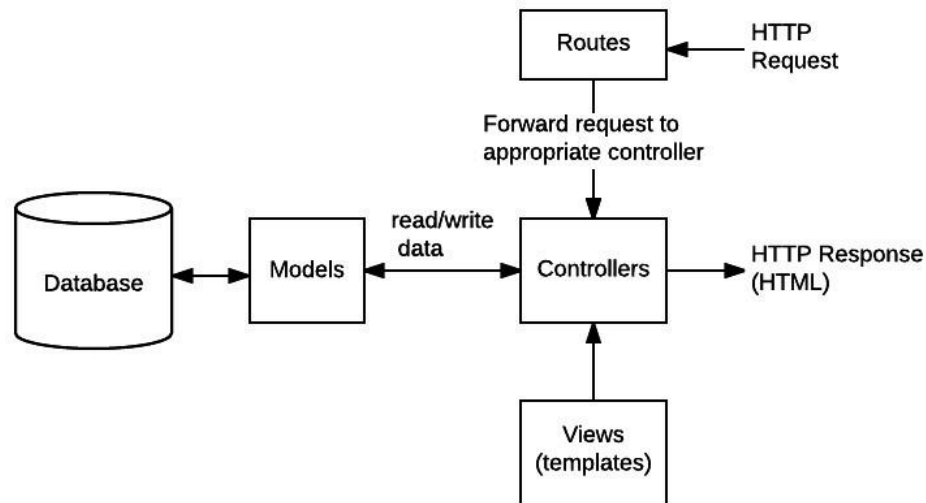 Routes
HTTP
Request
Forward request to
appropriate controller
read/write
data
Database
Models
Controllers
HTTP Response
(HTML)
Views
(templates)